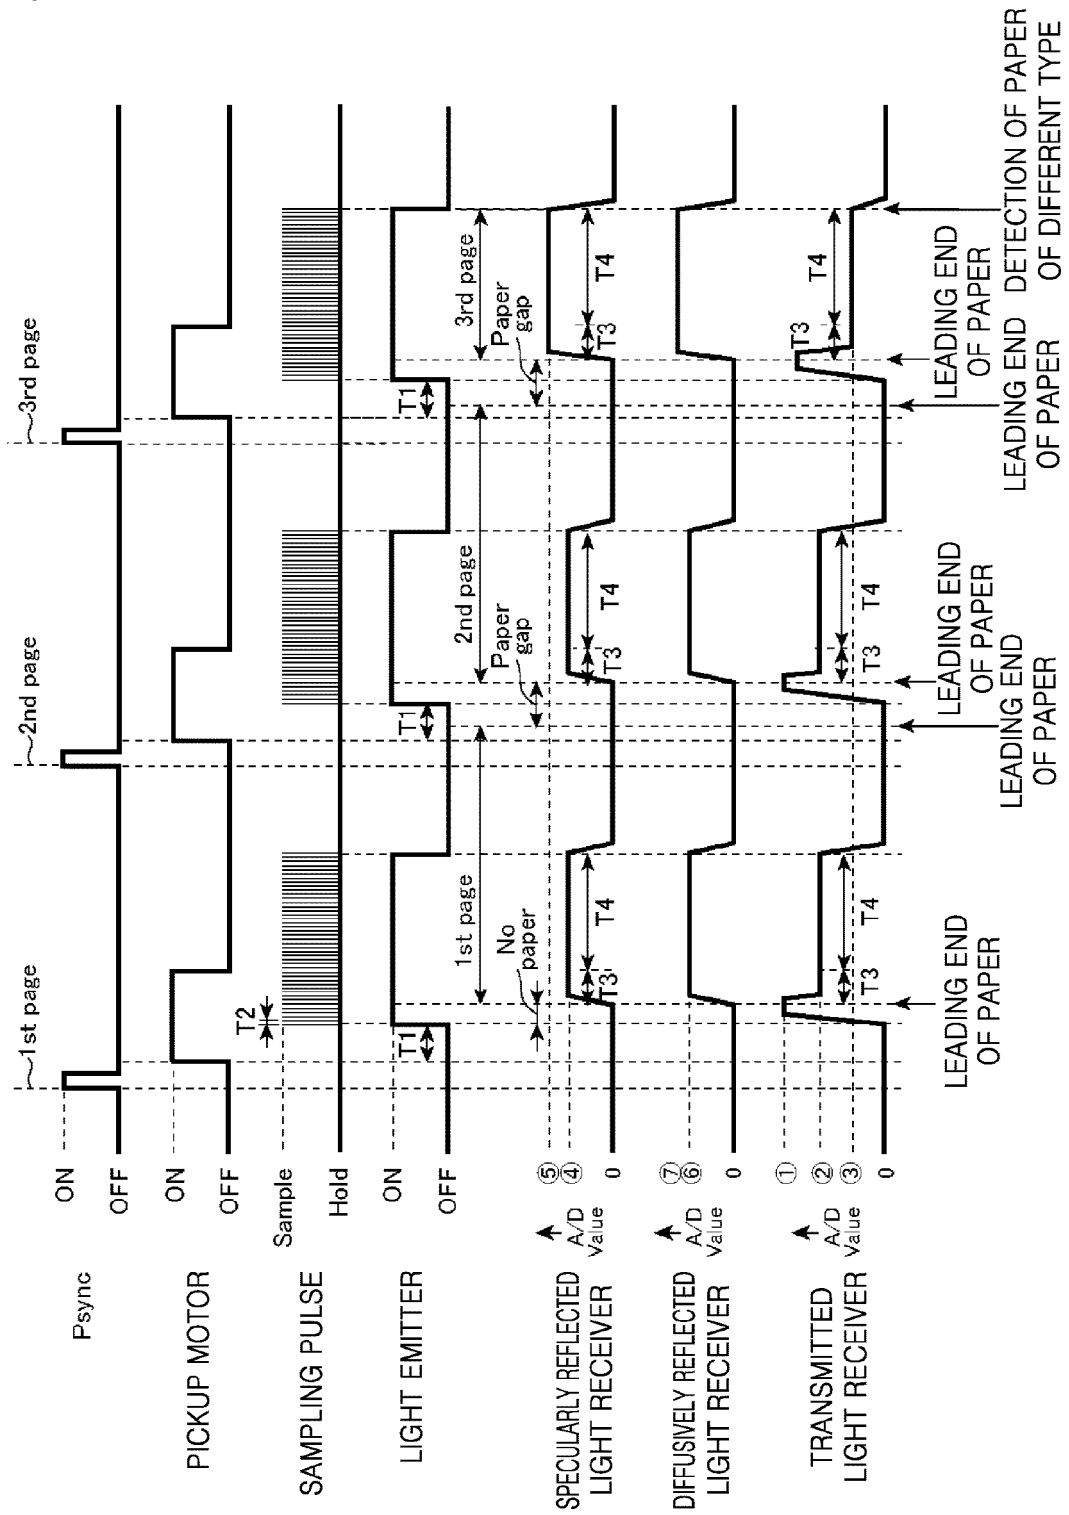 Psync
ON
OFF
1st page
2nd page
3rd page
PICKUP MOTOR
ON
OFF
SAMPLING PULSE
Sample
Hold
T2
LIGHT EMITTER
ON
OFF
T1
T1
T1
1st page
2nd page
3rd page
No
paper
Paper
gap
Paper
gap
SPECULARLY REFLECTED
LIGHT RECEIVER
A/D
Value
⑤
④
0
T3
T4
T3
T4
T3
T4
DIFFUSIVELY REFLECTED
LIGHT RECEIVER
A/D
Value
⑦
⑥
0
TRANSMITTED
LIGHT RECEIVER
A/D
Value
①
②
③
0
T3
T4
T3
T4
T3
T4
LEADING END
OF PAPER
LEADING END
OF PAPER
LEADING END
OF PAPER
LEADING END
OF PAPER
LEADING END
OF PAPER
DETECTION OF PAPER
OF DIFFERENT TYPE